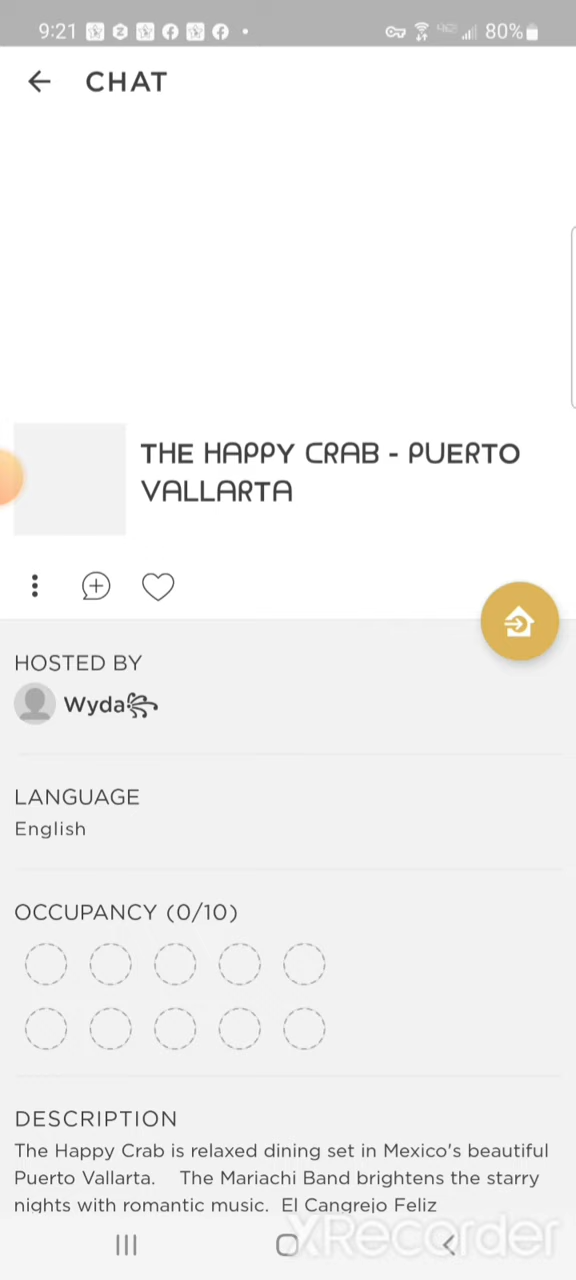 9:21 80%
CHAT
THE HAPPY CRAB - PUERTO
VALLARTA
HOSTED BY
Wyda꧂
LANGUAGE
English
OCCUPANCY (0/10)
DESCRIPTION
The Happy Crab is relaxed dining set in Mexico's beautiful
Puerto Vallarta. The Mariachi Band brightens the starry
nights with romantic music. El Cangrejo Feliz
XRecorder